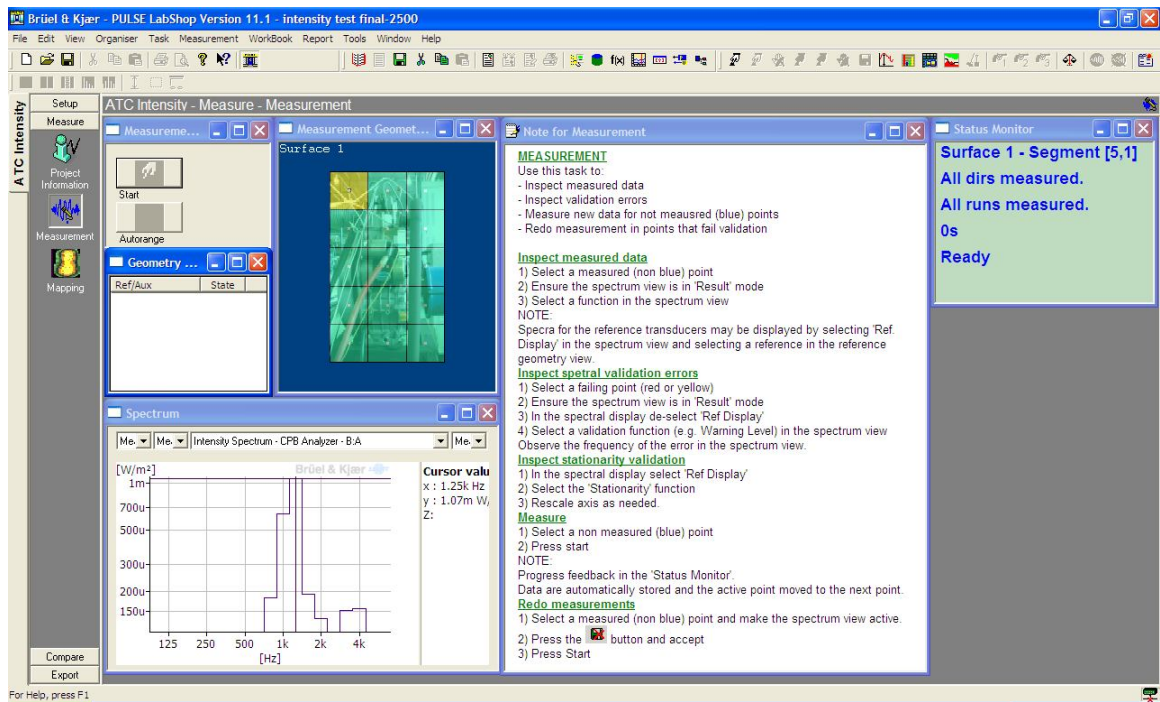 Brüel & Kjær - PULSE LabShop Version 11.1 - intensity test final-2500
File Edit View Organiser Task Measurement WorkBook Report Tools Window Help
ATC Intensity
Setup
Measure
Project
Information
Measurement
Mapping
Compare
Export
ATC Intensity - Measure - Measurement
Measureme...
Start
Autorange
Geometry ...
Ref/Aux State
Measurement Geomet...
Surface 1
Spectrum
Me. Me. Intensity Spectrum - CPB Analyzer - B:A Me.
[W/m²]
Brüel & Kjær
1m
700u
500u
300u
200u
150u
125 250 500 1k 2k 4k
[Hz]
Cursor valu
x : 1.25k Hz
y : 1.07m W/
Z:
Note for Measurement
MEASUREMENT
Use this task to:
- Inspect measured data
- Inspect validation errors
- Measure new data for not meausred (blue) points
- Redo measurement in points that fail validation
Inspect measured data
1) Select a measured (non blue) point
2) Ensure the spectrum view is in 'Result' mode
3) Select a function in the spectrum view
NOTE:
Specra for the reference transducers may be displayed by selecting 'Ref.
Display' in the spectrum view and selecting a reference in the reference
geometry view.
Inspect spetral validation errors
1) Select a failing point (red or yellow)
2) Ensure the spectrum view is in 'Result' mode
3) In the spectral display de-select 'Ref Display'
4) Select a validation function (e.g. Warning Level) in the spectrum view
Observe the frequency of the error in the spectrum view.
Inspect stationarity validation
1) In the spectral display select 'Ref Display'
2) Select the 'Stationarity' function
3) Rescale axis as needed.
Measure
1) Select a non measured (blue) point
2) Press start
NOTE:
Progress feedback in the 'Status Monitor'.
Data are automatically stored and the active point moved to the next point.
Redo measurements
1) Select a measured (non blue) point and make the spectrum view active.
2) Press the button and accept
3) Press Start
Status Monitor
Surface 1 - Segment [5,1]
All dirs measured.
All runs measured.
0s
Ready
For Help, press F1